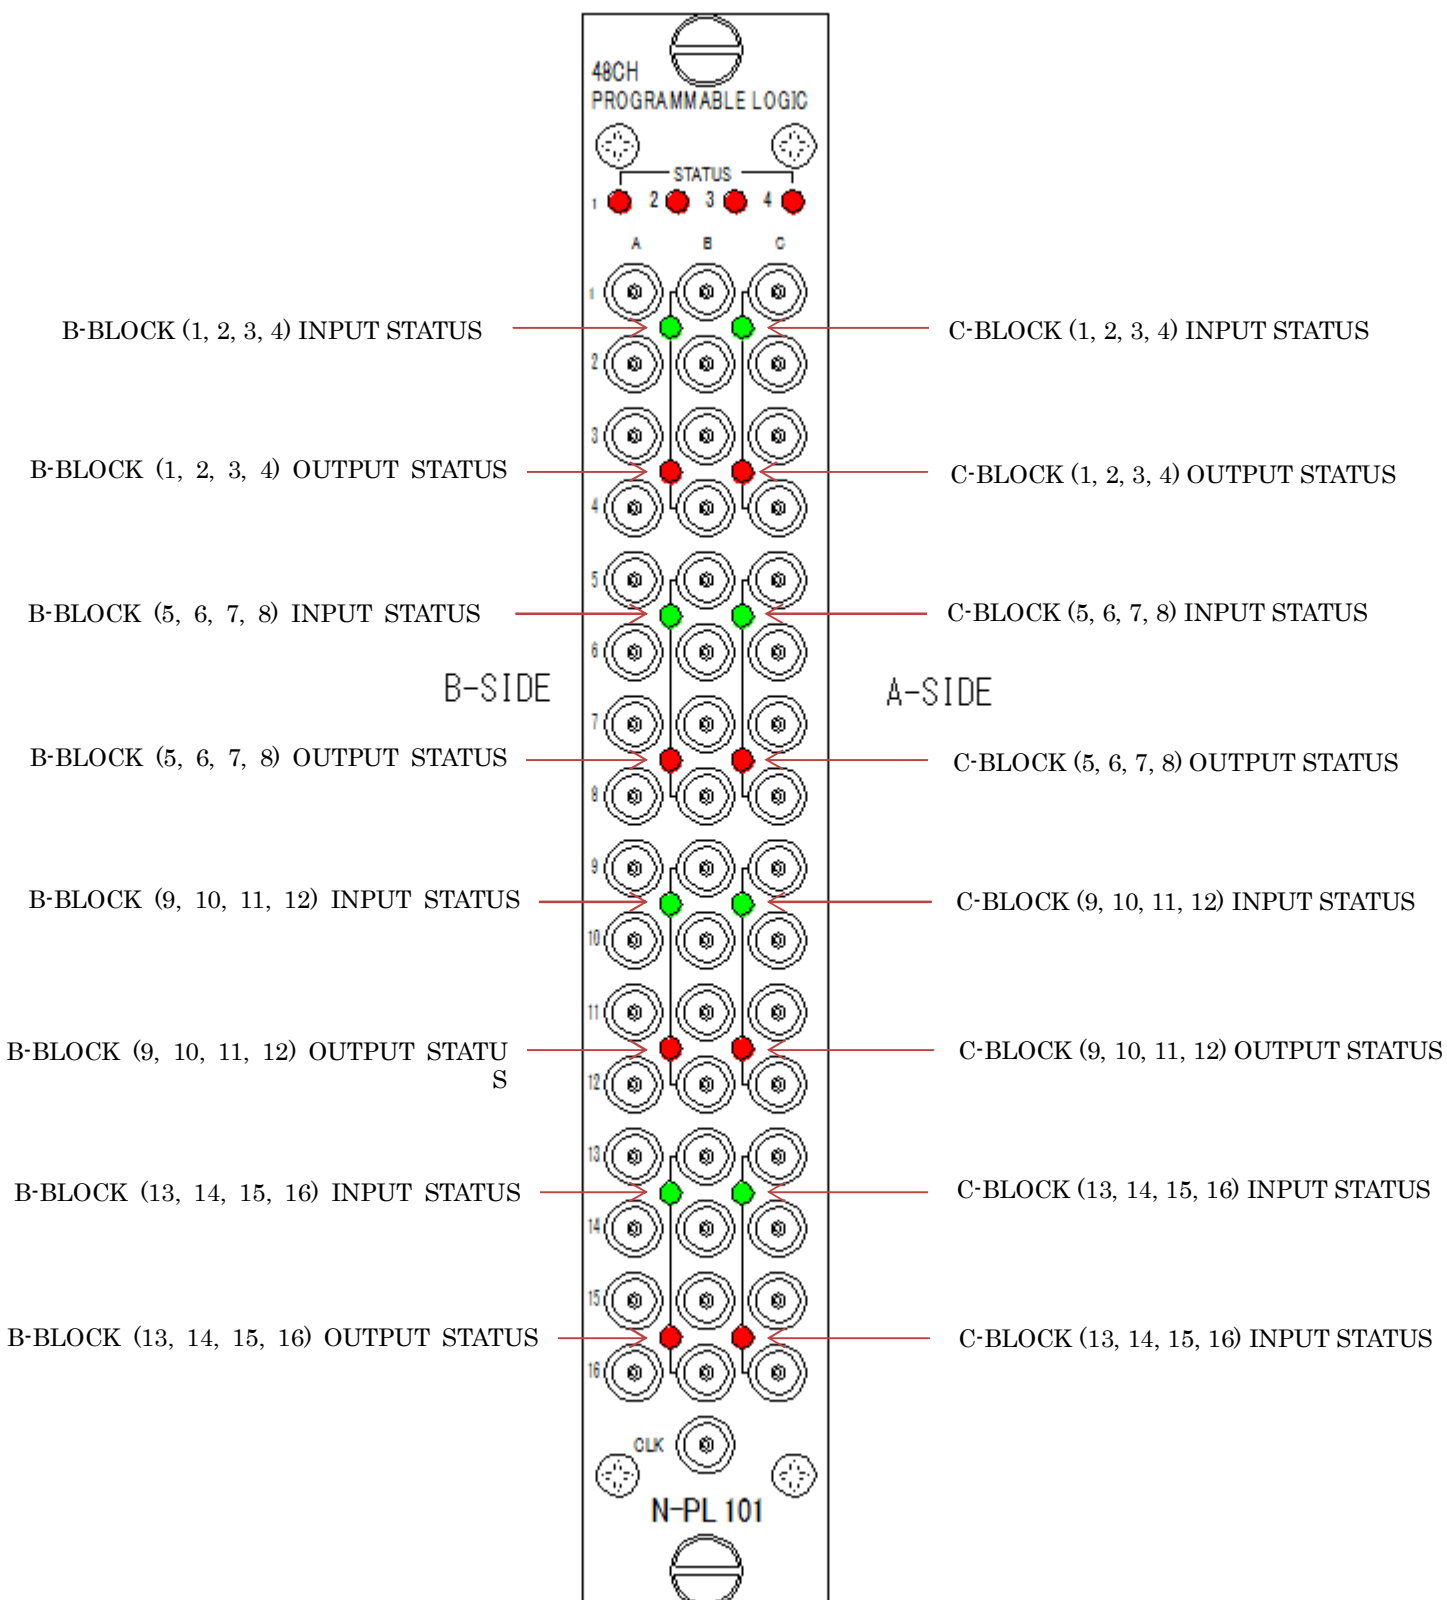 48CH
PROGRAMMABLE LOGIC
STATUS
1 2 3 4
A B C
1
B-BLOCK (1, 2, 3, 4) INPUT STATUS
C-BLOCK (1, 2, 3, 4) INPUT STATUS
2
3
B-BLOCK (1, 2, 3, 4) OUTPUT STATUS
C-BLOCK (1, 2, 3, 4) OUTPUT STATUS
4
5
B-BLOCK (5, 6, 7, 8) INPUT STATUS
C-BLOCK (5, 6, 7, 8) INPUT STATUS
6
B-SIDE
A-SIDE
7
B-BLOCK (5, 6, 7, 8) OUTPUT STATUS
C-BLOCK (5, 6, 7, 8) OUTPUT STATUS
8
9
B-BLOCK (9, 10, 11, 12) INPUT STATUS
C-BLOCK (9, 10, 11, 12) INPUT STATUS
10
11
B-BLOCK (9, 10, 11, 12) OUTPUT STATU
S
C-BLOCK (9, 10, 11, 12) OUTPUT STATUS
12
13
B-BLOCK (13, 14, 15, 16) INPUT STATUS
C-BLOCK (13, 14, 15, 16) INPUT STATUS
14
15
B-BLOCK (13, 14, 15, 16) OUTPUT STATUS
C-BLOCK (13, 14, 15, 16) INPUT STATUS
16
CLK
N-PL 101